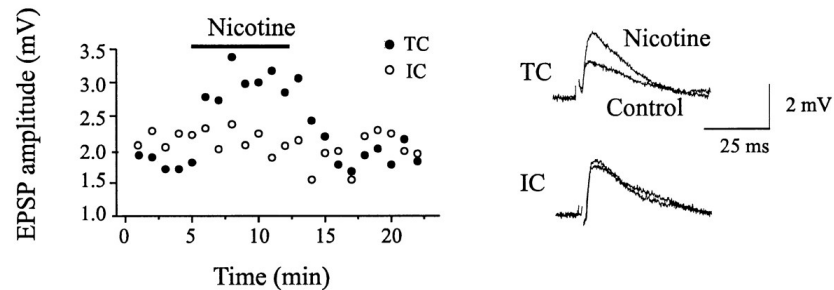 Nicotine
EPSP amplitude (mV)
3.5
3.0
2.5
2.0
1.5
1.0
0 5 10 15 20
Time (min)
TC
IC
TC
Nicotine
Control
2 mV
25 ms
IC